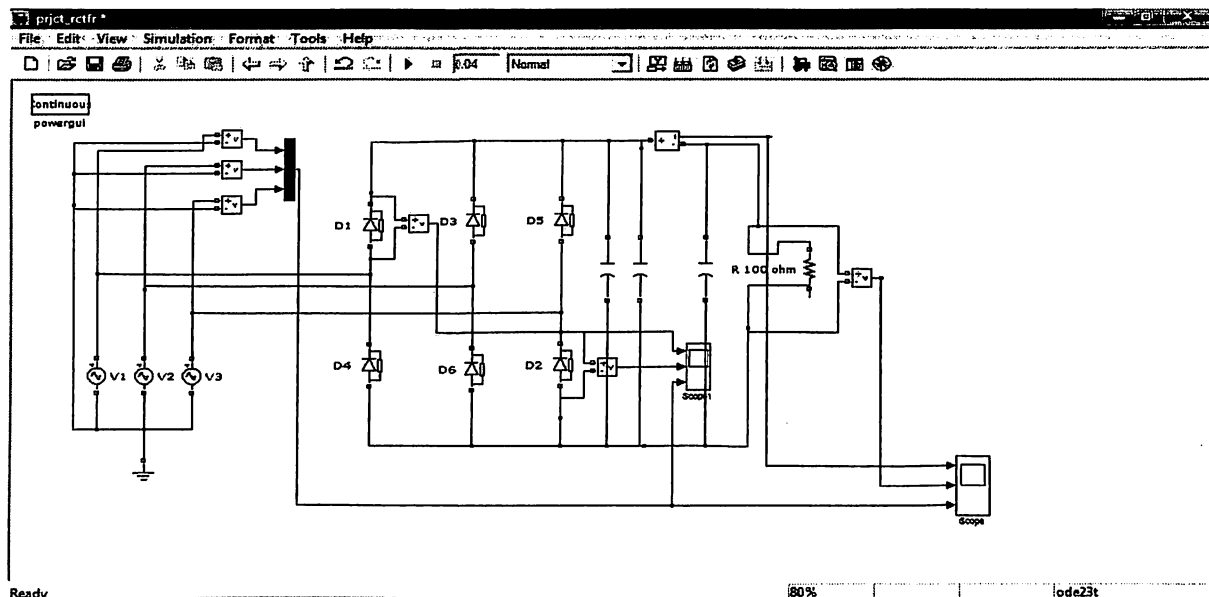 prjct_rctfr *
File Edit View Simulation Format Tools Help
0.04 Normal
Continuous
powergui
+ v
-
+ v
-
+ v
-
D1
+ v
-
D3
D5
+ i
-
R 100 ohm
+ v
-
V1
V2
V3
D4
D6
D2
+ v
-
Scope1
Scope
Ready 80% ode23t